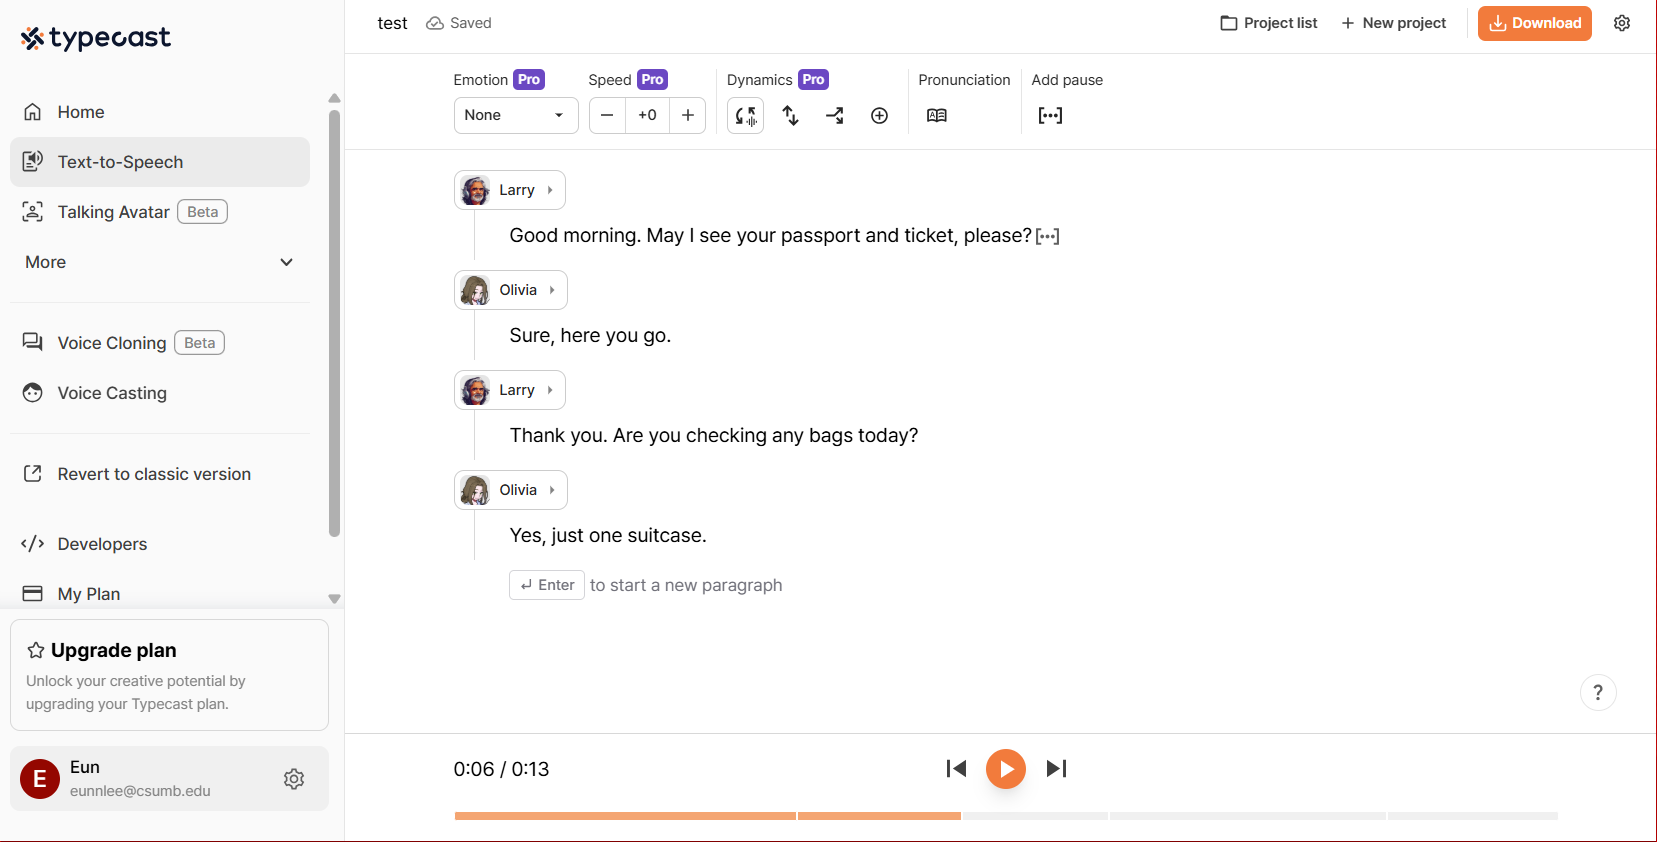 typecast
Home
Text-to-Speech
Talking Avatar Beta
More
Voice Cloning Beta
Voice Casting
Revert to classic version
Developers
My Plan
Upgrade plan
Unlock your creative potential by
upgrading your Typecast plan.
E
Eun
eunnlee@csumb.edu
test Saved
Project list + New project Download
Emotion Pro Speed Pro Dynamics Pro Pronunciation Add pause
None − +0 +
Larry
Good morning. May I see your passport and ticket, please? [...]
Olivia
Sure, here you go.
Larry
Thank you. Are you checking any bags today?
Olivia
Yes, just one suitcase.
↵ Enter to start a new paragraph
?
0:06 / 0:13